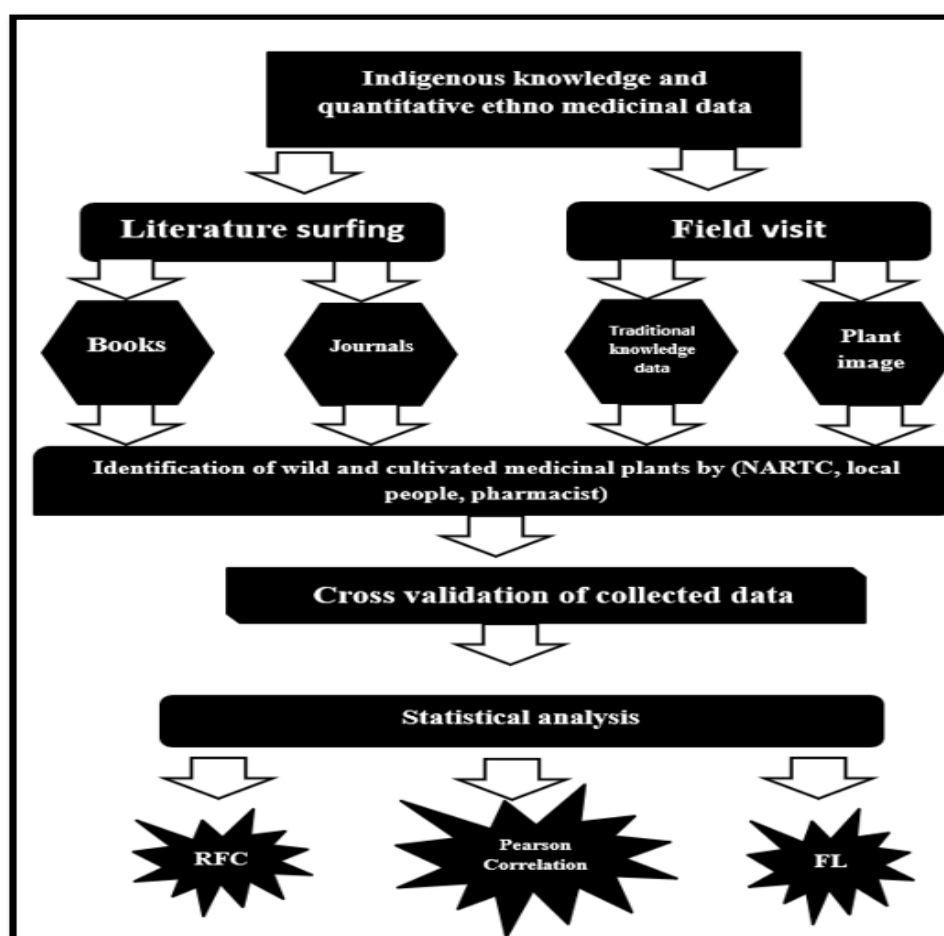 Indigenous knowledge and
quantitative ethno medicinal data
Literature surfing
Field visit
Books
Journals
Traditional
knowledge
data
Plant
image
Identification of wild and cultivated medicinal plants by (NARTC, local
people, pharmacist)
Cross validation of collected data
Statistical analysis
RFC
Pearson
Correlation
FL